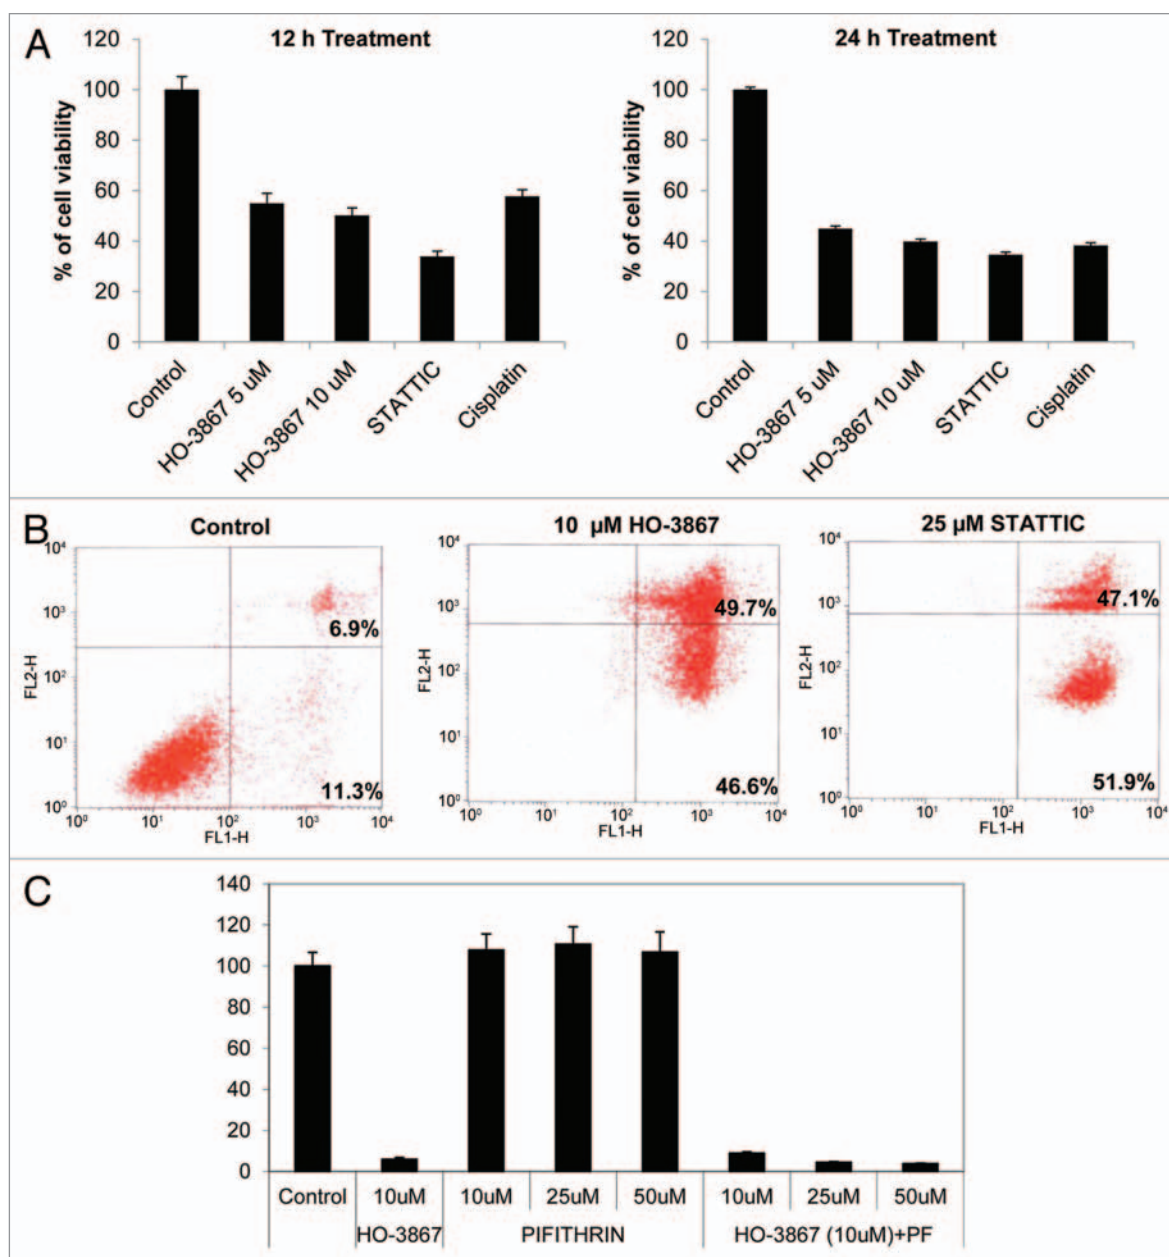 A
12 h Treatment
% of cell viability
120
100
80
60
40
20
0
Control
HO-3867 5 uM
HO-3867 10 uM
STATTIC
Cisplatin
24 h Treatment
% of cell viability
120
100
80
60
40
20
0
Control
HO-3867 5 uM
HO-3867 10 uM
STATTIC
Cisplatin
B
Control
FL2-H
10⁴
10³
10²
10¹
10⁰
6.9%
11.3%
10⁰ 10¹ 10² 10³ 10⁴
FL1-H
10 µM HO-3867
FL2-H
10⁴
10³
10²
10¹
10⁰
49.7%
46.6%
10⁰ 10¹ 10² 10³ 10⁴
FL1-H
25 µM STATTIC
FL2-H
10⁴
10³
10²
10¹
10⁰
47.1%
51.9%
10⁰ 10¹ 10² 10³ 10⁴
FL1-H
C
140
120
100
80
60
40
20
0
Control 10uM 10uM 25uM 50uM 10uM 25uM 50uM
HO-3867 PIFITHRIN HO-3867 (10uM)+PF